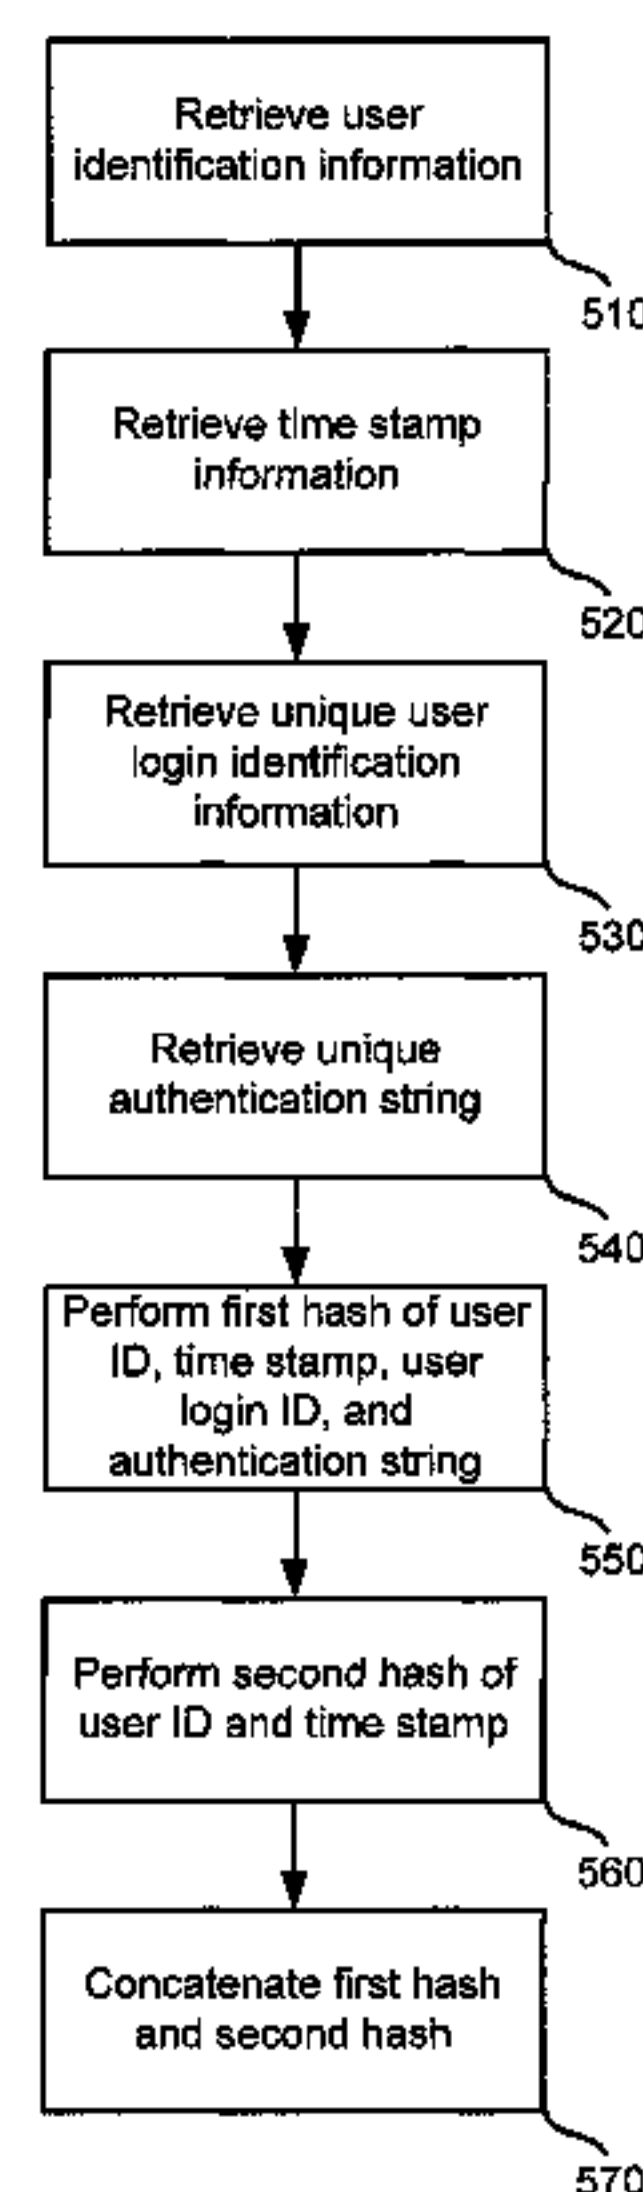 Retrieve user
identification information
510
Retrieve time stamp
information
520
Retrieve unique user
login identification
information
530
Retrieve unique
authentication string
540
Perform first hash of user
ID, time stamp, user
login ID, and
authentication string
550
Perform second hash of
user ID and time stamp
560
Concatenate first hash
and second hash
570